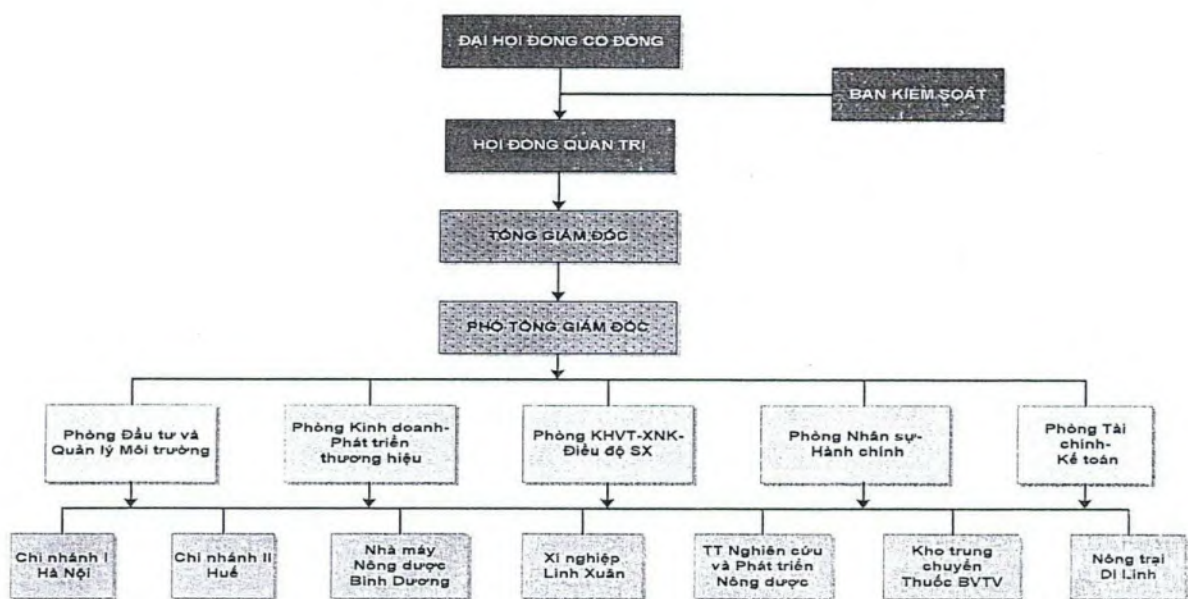 ĐẠI HỘI ĐỒNG CỔ ĐÔNG
BAN KIỂM SOÁT
HỘI ĐỒNG QUẢN TRỊ
TỔNG GIÁM ĐỐC
PHÓ TỔNG GIÁM ĐỐC
Phòng Đầu tư và
Quản lý Môi trường
Phòng Kinh doanh-
Phát triển
thương hiệu
Phòng KHVT-XNK-
Điều độ SX
Phòng Nhân sự-
Hành chính
Phòng Tài
chính-
Kế toán
Chi nhánh I
Hà Nội
Chi nhánh II
Huế
Nhà máy
Nông dược
Bình Dương
Xí nghiệp
Linh Xuân
TT Nghiên cứu
và Phát triển
Nông dược
Kho trung
chuyển
Thuốc BVTV
Nông trại
Di Linh